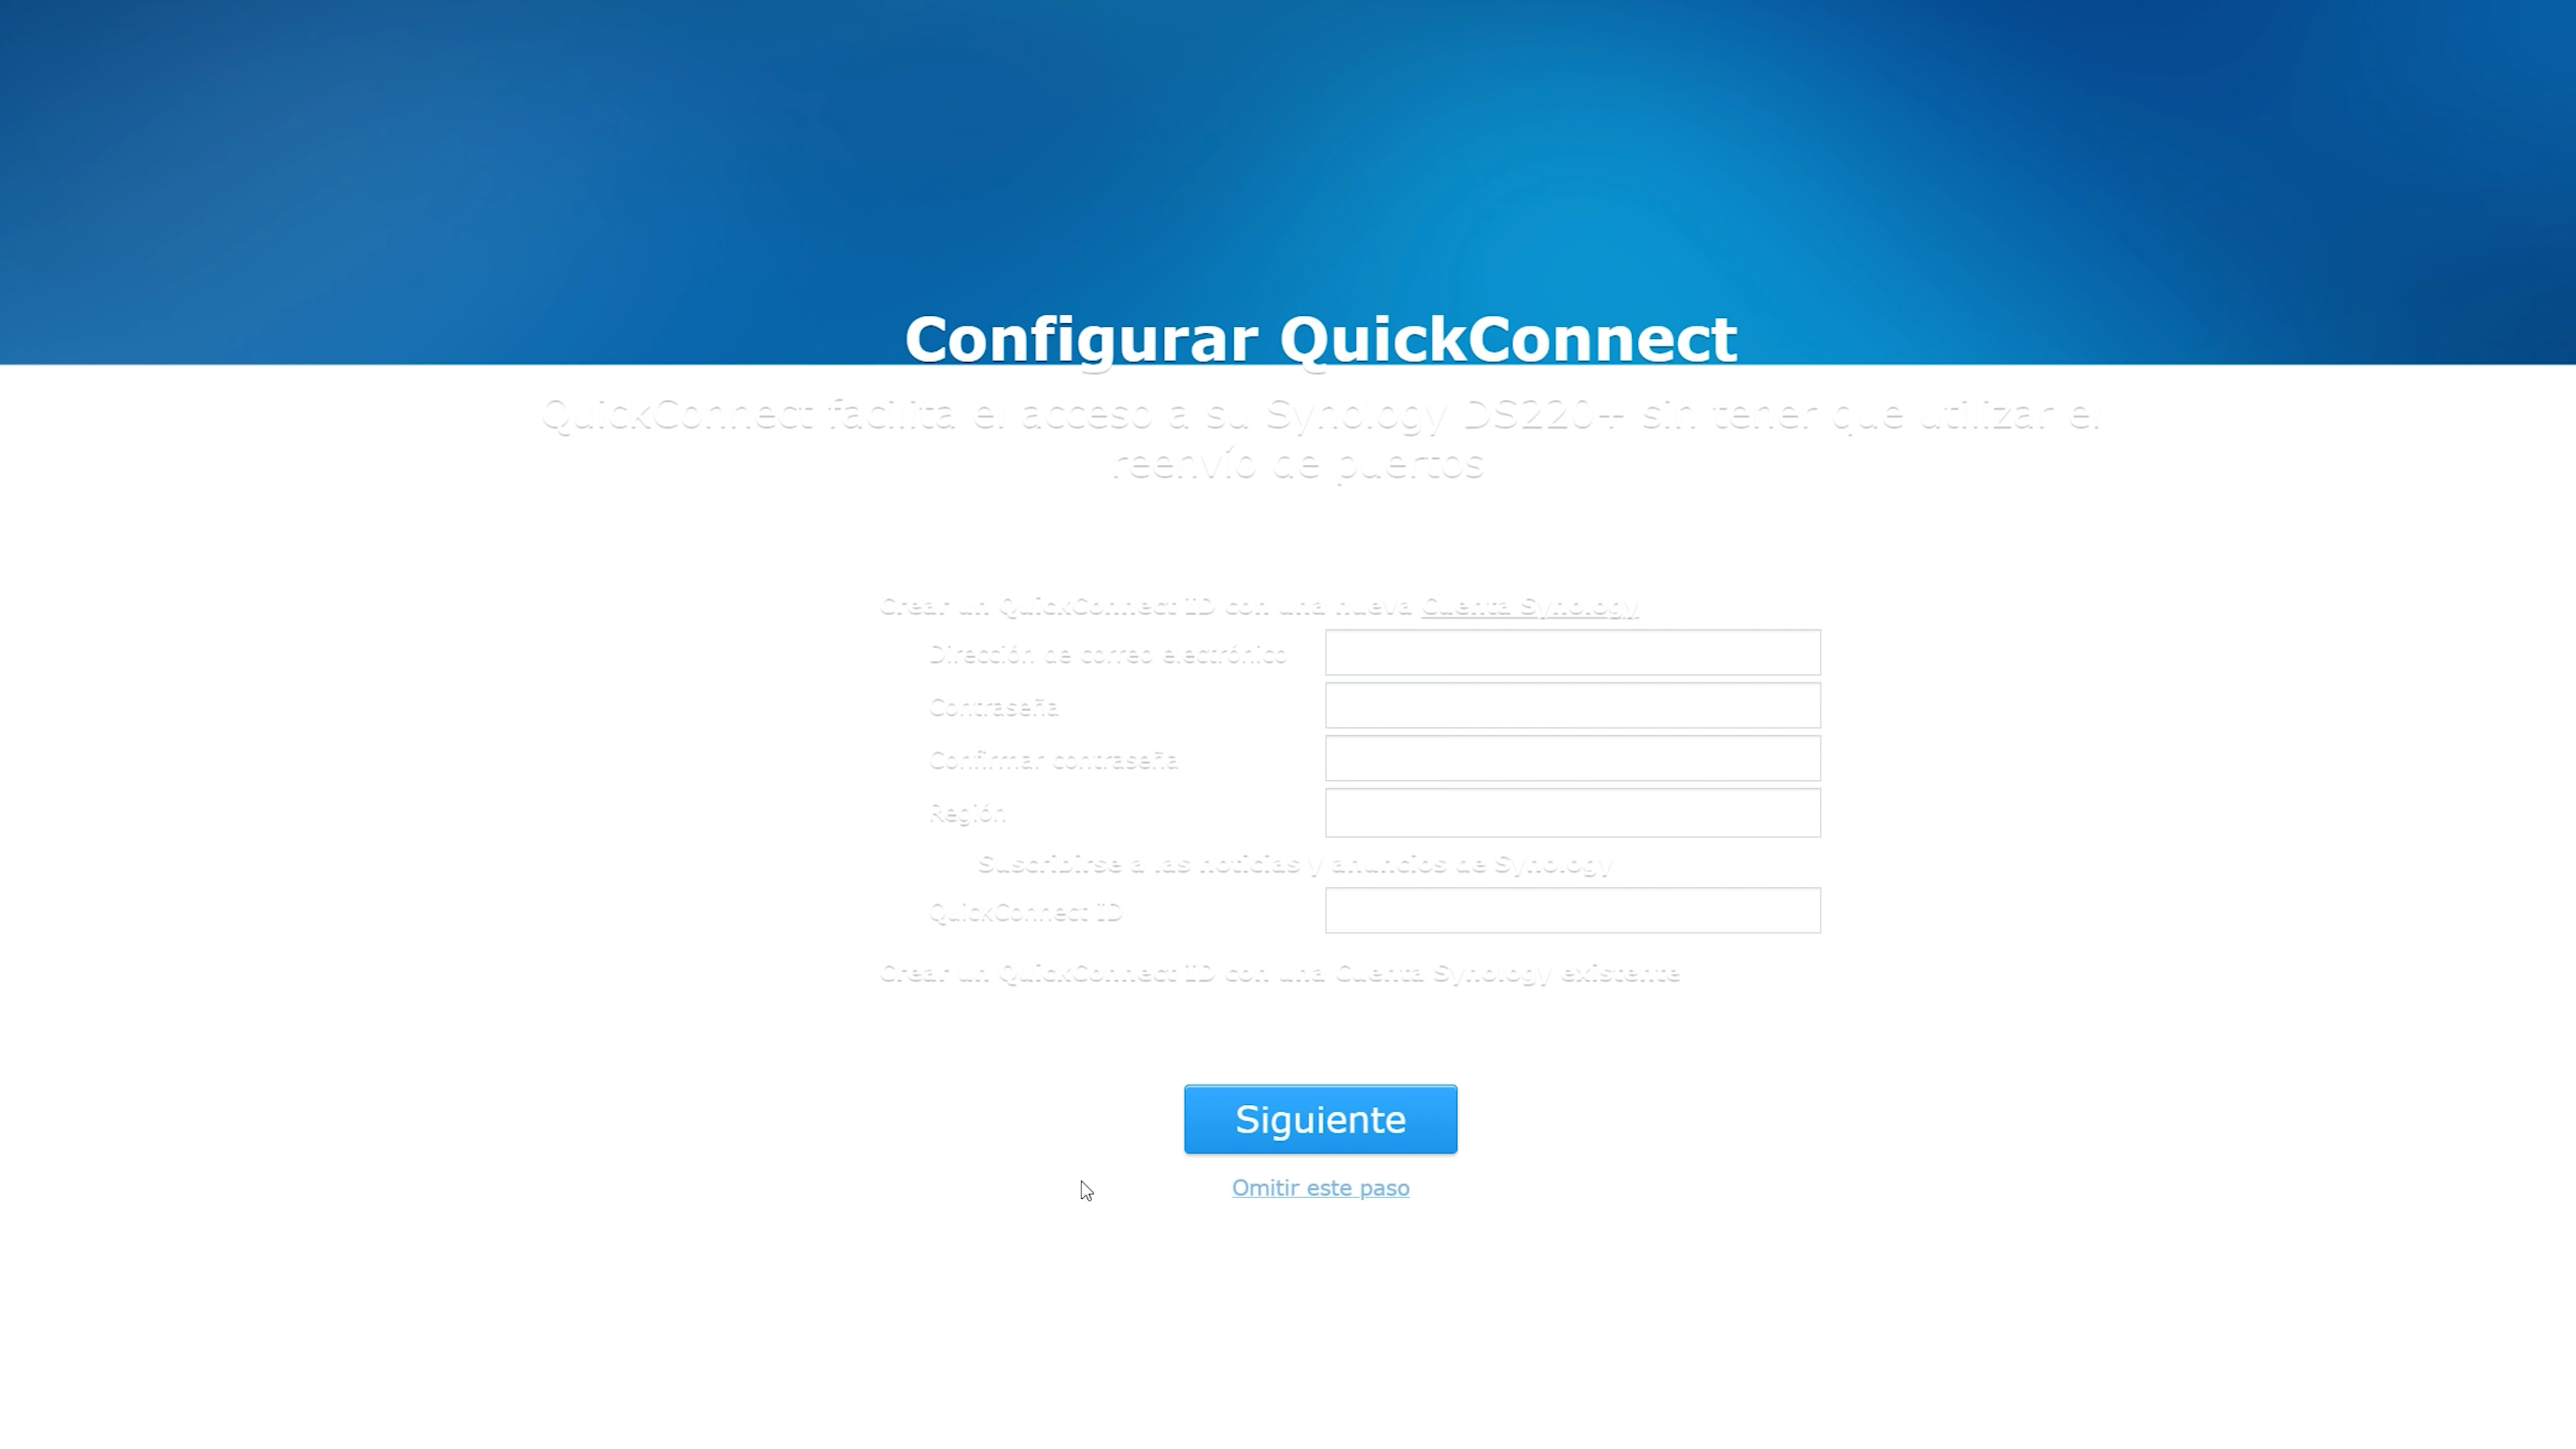 Configurar QuickConnect
QuickConnect facilita el acceso a su Synology DS220+ sin tener que utilizar el
reenvío de puertos
Crear un QuickConnect ID con una nueva Cuenta Synology
Dirección de correo electrónico
Contraseña
Confirmar contraseña
Región
Suscribirse a las noticias y anuncios de Synology
QuickConnect ID
Crear un QuickConnect ID con una Cuenta Synology existente
Siguiente
Omitir este paso